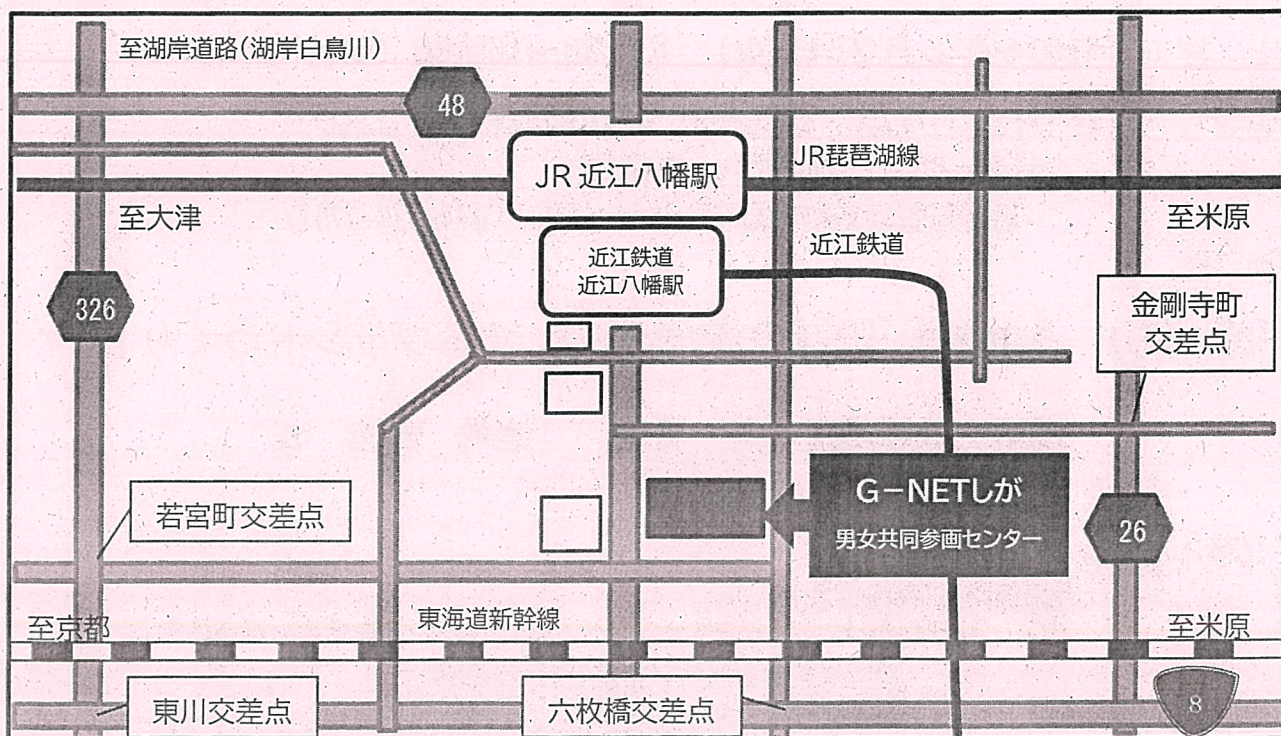 至湖岸道路(湖岸白鳥川)
48
JR 近江八幡駅
JR琵琶湖線
至大津
至米原
近江鉄道
近江八幡駅
近江鉄道
326
金剛寺町
交差点
若宮町交差点
G-NETしが
男女共同参画センター
26
至京都
東海道新幹線
至米原
東川交差点
六枚橋交差点
8